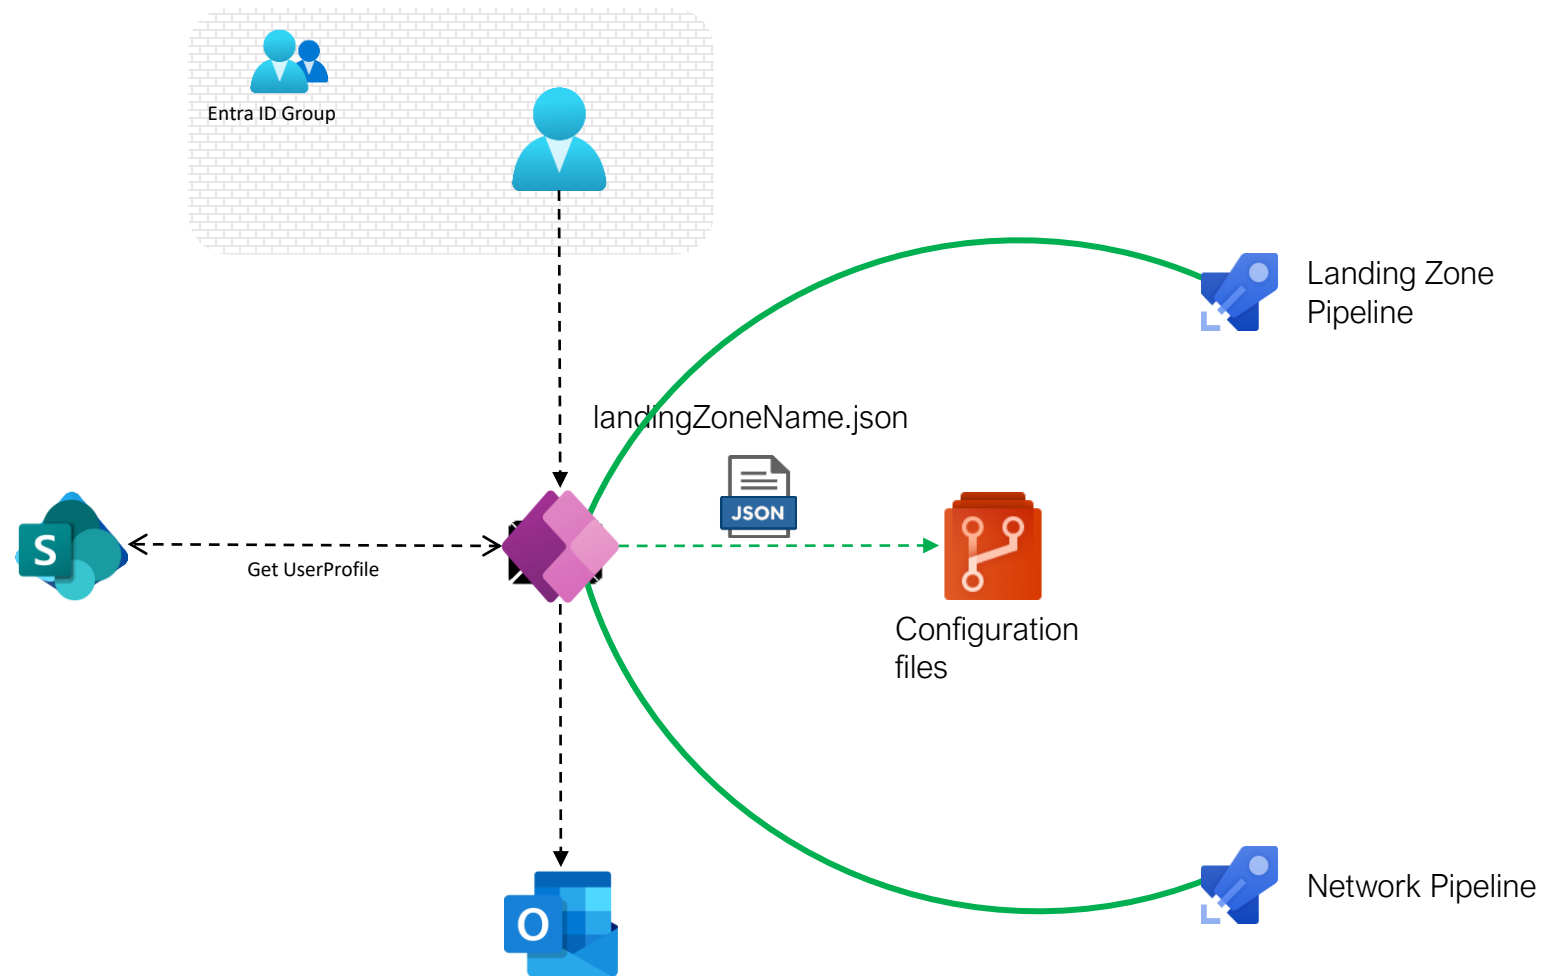 Entra ID Group
Landing Zone
Pipeline
landingZoneName.json
JSON
S
Get UserProfile
Configuration
files
Network Pipeline
O